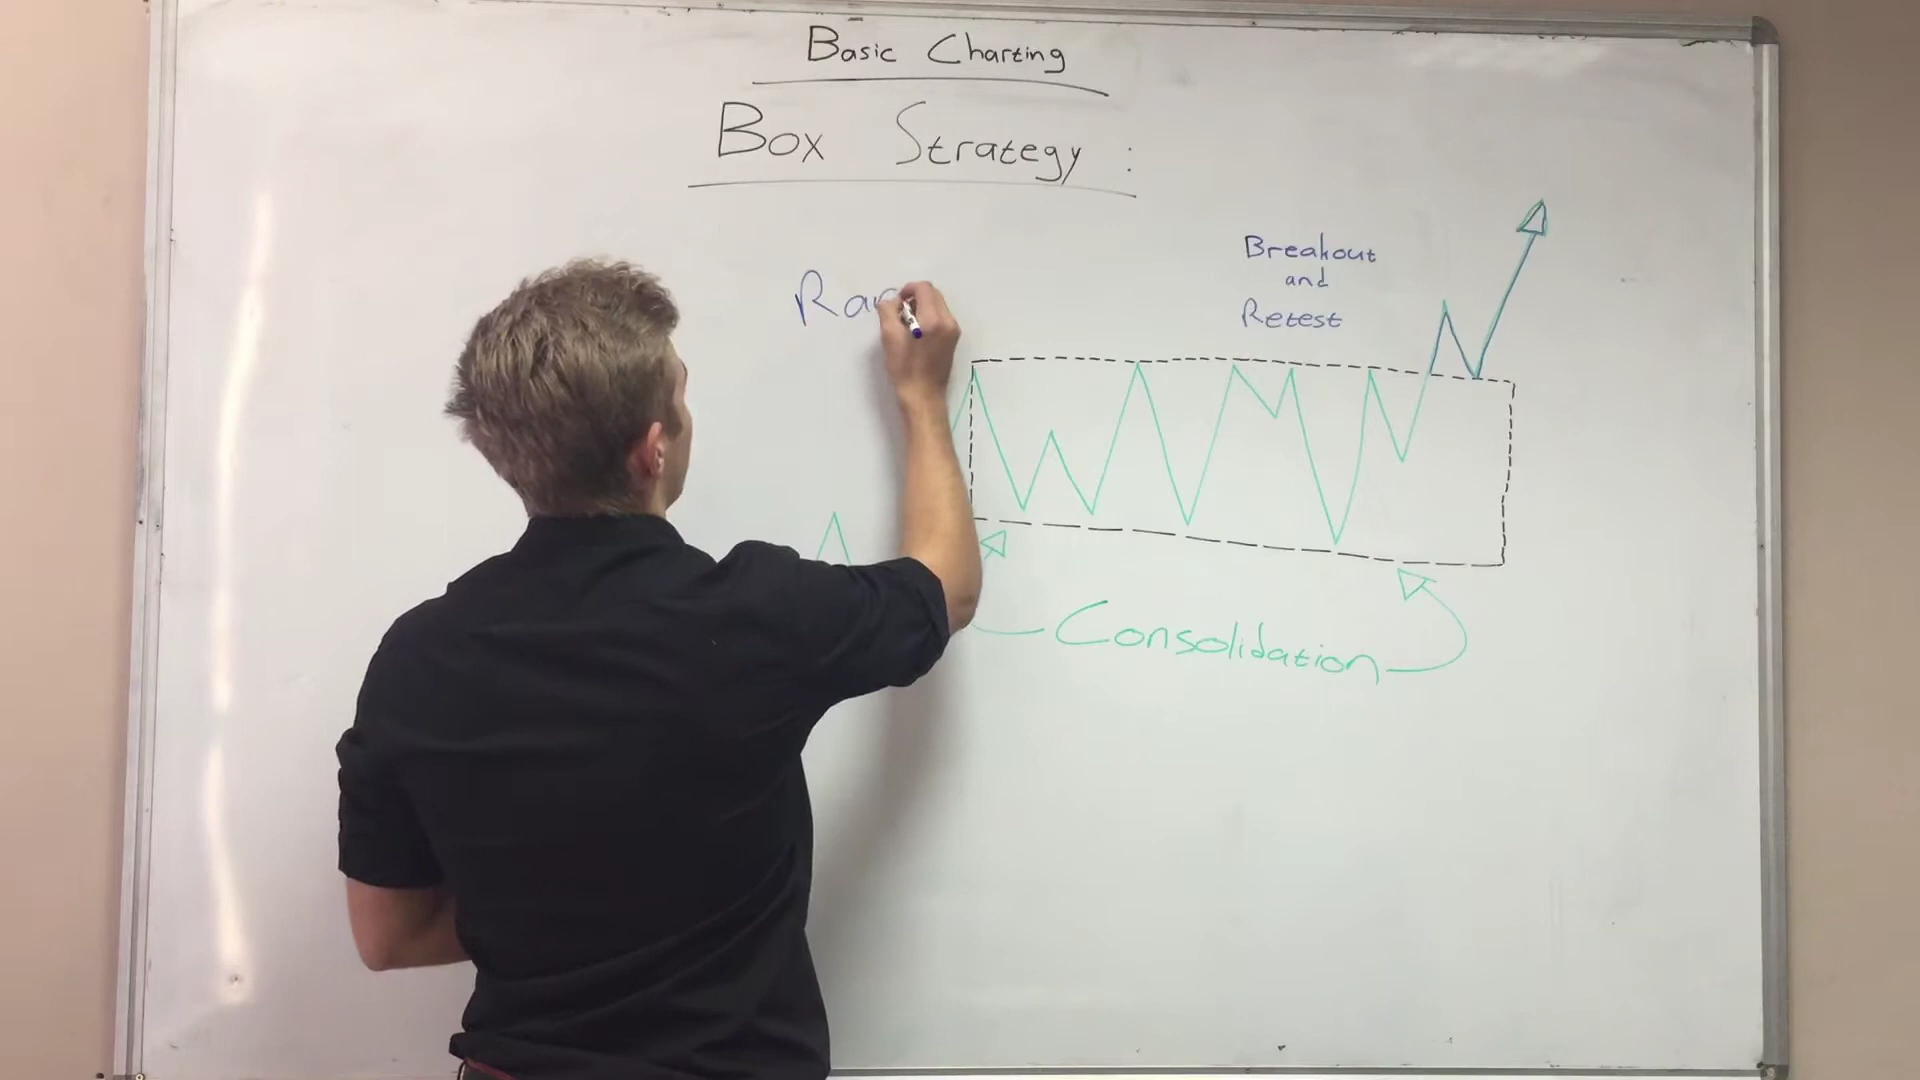 Basic Charting
Box Strategy :
Breakout
and
Retest
Consolidation